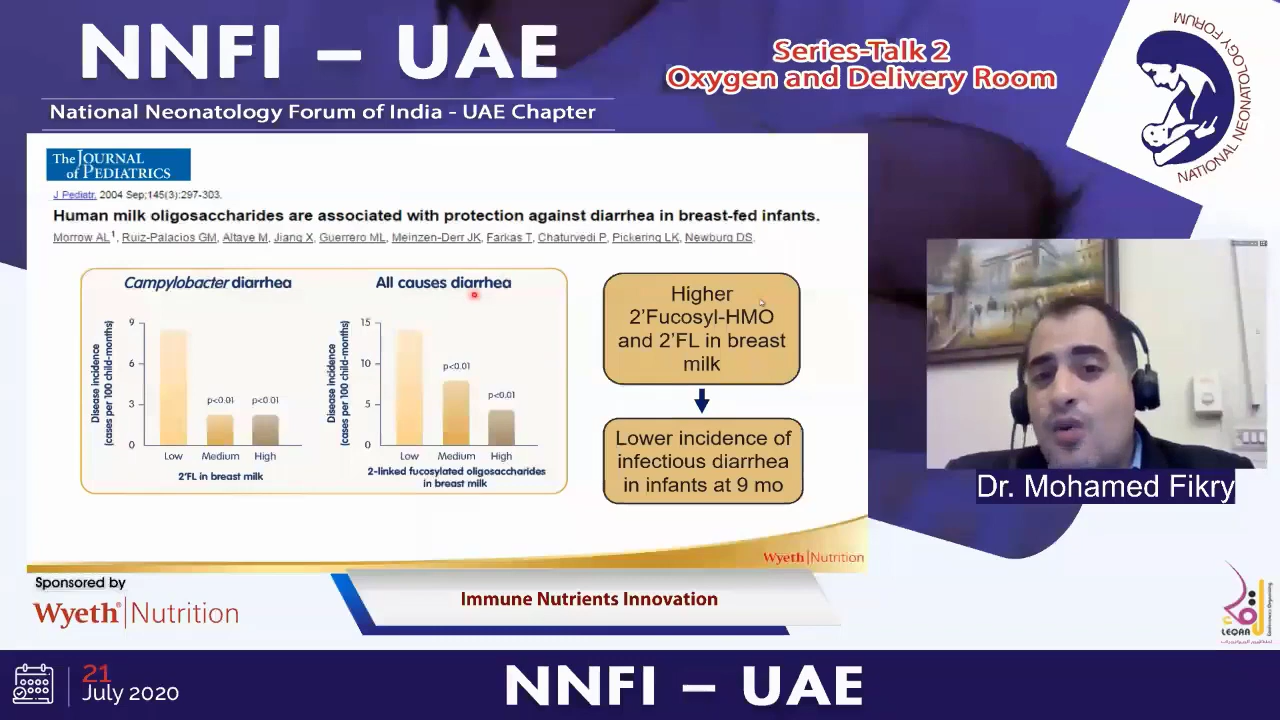 NNFI – UAE
National Neonatology Forum of India - UAE Chapter
Series-Talk 2
Oxygen and Delivery Room
NATIONAL NEONATOLOGY FORUM
The JOURNAL
of PEDIATRICS
J Pediatr. 2004 Sep;145(3):297-303.
Human milk oligosaccharides are associated with protection against diarrhea in breast-fed infants.
Morrow AL1, Ruiz-Palacios GM, Altaye M, Jiang X, Guerrero ML, Meinzen-Derr JK, Farkas T, Chaturvedi P, Pickering LK, Newburg DS.
Campylobacter diarrhea
Disease incidence
(cases per 100 child-months)
9
6
3
0
p<0.01
p<0.01
Low
Medium
High
2'FL in breast milk
All causes diarrhea
Disease incidence
(cases per 100 child-months)
15
10
5
0
p<0.01
p<0.01
Low
Medium
High
2-linked fucosylated oligosaccharides
in breast milk
Higher
2'Fucosyl-HMO
and 2'FL in breast
milk
Lower incidence of
infectious diarrhea
in infants at 9 mo
Wyeth|Nutrition
Dr. Mohamed Fikry
Sponsored by
Wyeth®|Nutrition
Immune Nutrients Innovation
LEQAA
21
July 2020
NNFI – UAE